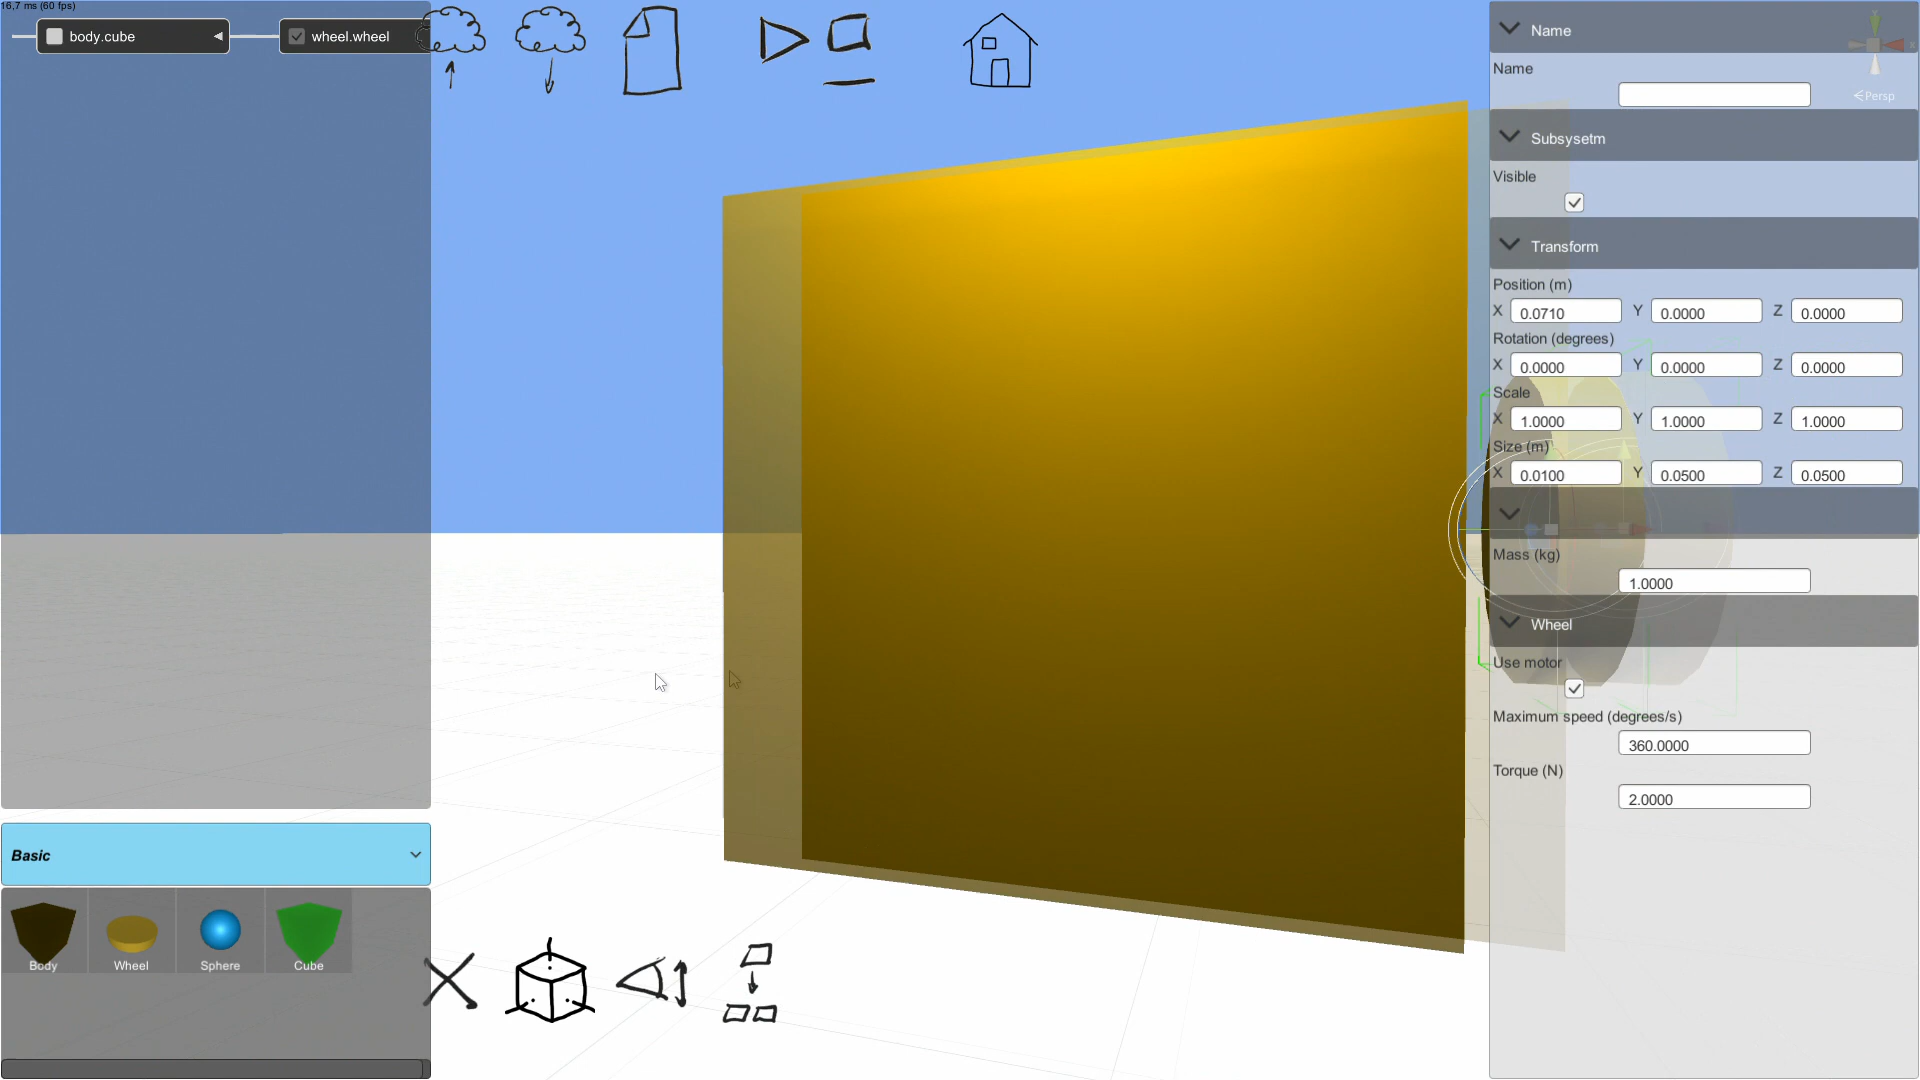 16,7 ms (60 fps)
body.cube
wheel.wheel
Name
Name
Persp
Subsysetm
Visible
Transform
Position (m)
X 0.0710 Y 0.0000 Z 0.0000
Rotation (degrees)
X 0.0000 Y 0.0000 Z 0.0000
Scale
X 1.0000 Y 1.0000 Z 1.0000
Size (m)
X 0.0100 Y 0.0500 Z 0.0500
Mass (kg)
1.0000
Wheel
Use motor
Maximum speed (degrees/s)
360.0000
Torque (N)
2.0000
Basic
Body Wheel Sphere Cube